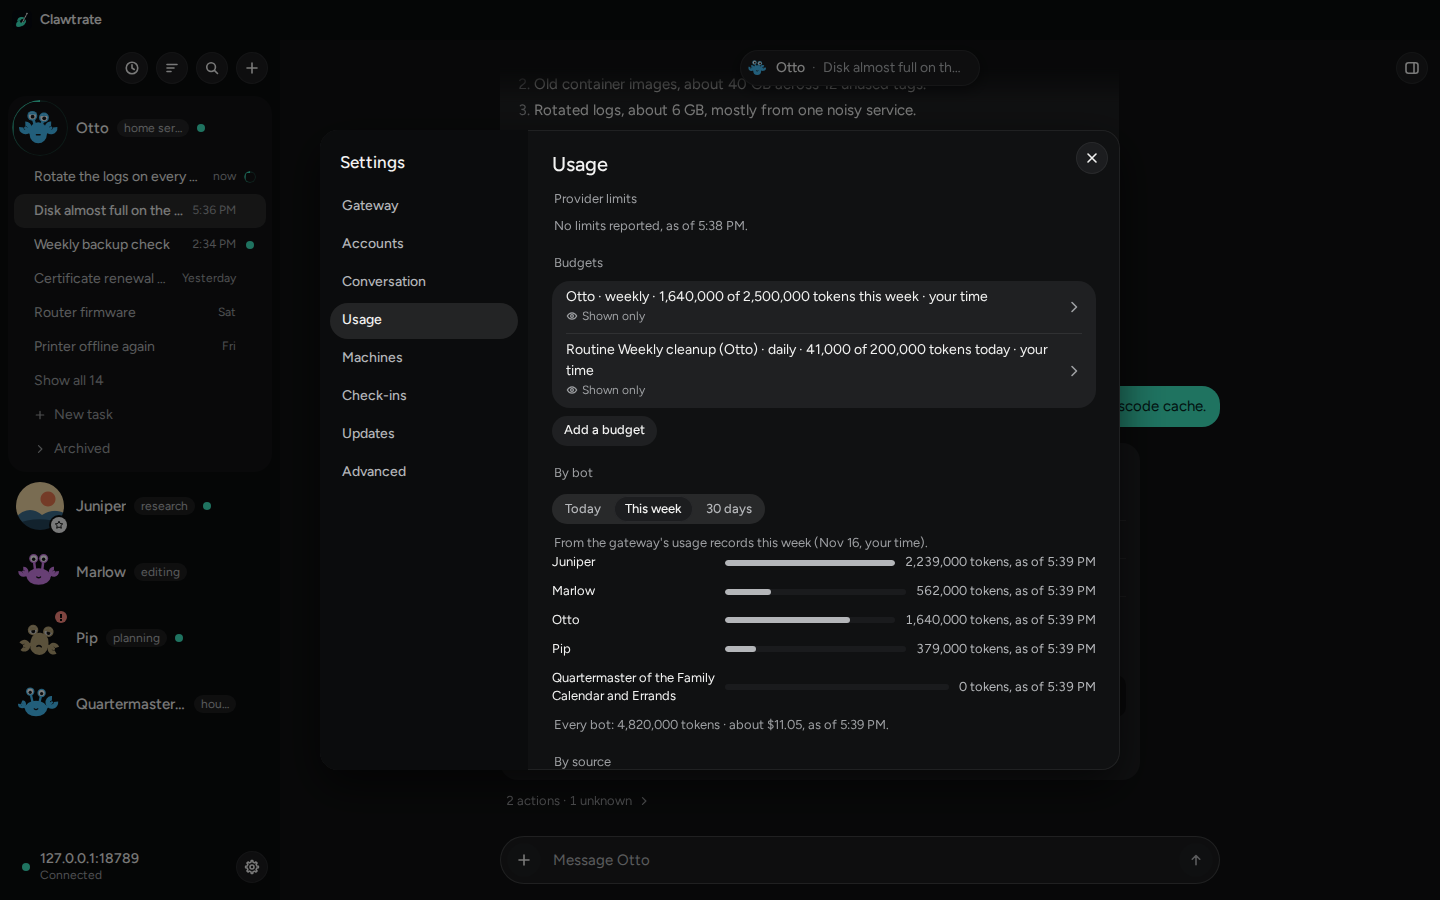 Clawtrate
Otto · Disk almost full on th...
Otto home ser...
Rotate the logs on every ... now
Disk almost full on the ... 5:36 PM
Weekly backup check 2:34 PM
Certificate renewal ... Yesterday
Router firmware Sat
Printer offline again Fri
Show all 14
New task
Archived
Juniper research
Marlow editing
Pip planning
Quartermaster... hou...
127.0.0.1:18789
Connected
2. Old container images, about 40 GB across 12 unused tags.
3. Rotated logs, about 6 GB, mostly from one noisy service.
scode cache.
Settings
Gateway
Accounts
Conversation
Usage
Machines
Check-ins
Updates
Advanced
Usage
Provider limits
No limits reported, as of 5:38 PM.
Budgets
Otto · weekly · 1,640,000 of 2,500,000 tokens this week · your time
Shown only
Routine Weekly cleanup (Otto) · daily · 41,000 of 200,000 tokens today · your
time
Shown only
Add a budget
By bot
Today This week 30 days
From the gateway's usage records this week (Nov 16, your time).
Juniper 2,239,000 tokens, as of 5:39 PM
Marlow 562,000 tokens, as of 5:39 PM
Otto 1,640,000 tokens, as of 5:39 PM
Pip 379,000 tokens, as of 5:39 PM
Quartermaster of the Family
Calendar and Errands 0 tokens, as of 5:39 PM
Every bot: 4,820,000 tokens · about $11.05, as of 5:39 PM.
By source
2 actions · 1 unknown
Message Otto